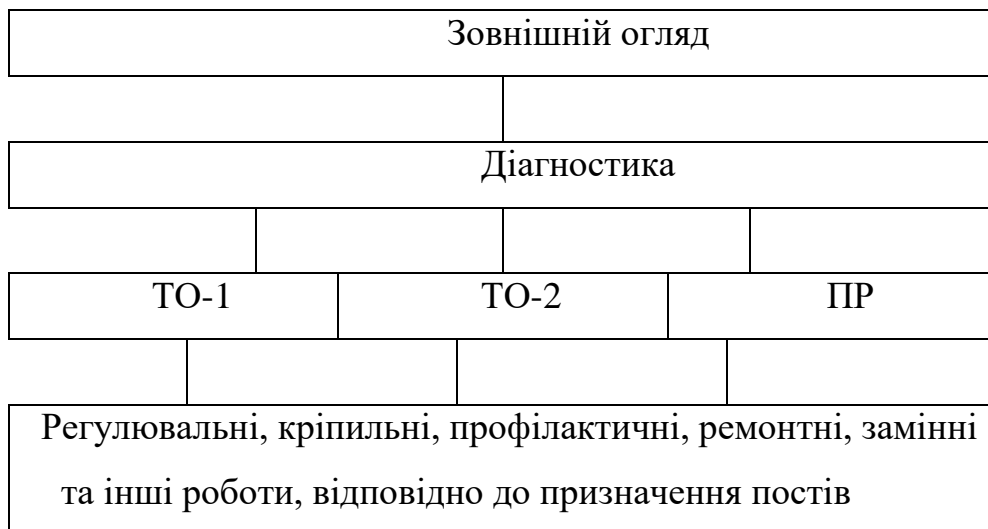 Зовнішній огляд
Діагностика
ТО-1 ТО-2 ПР
Регулювальні, кріпильні, профілактичні, ремонтні, замінні
та інші роботи, відповідно до призначення постів